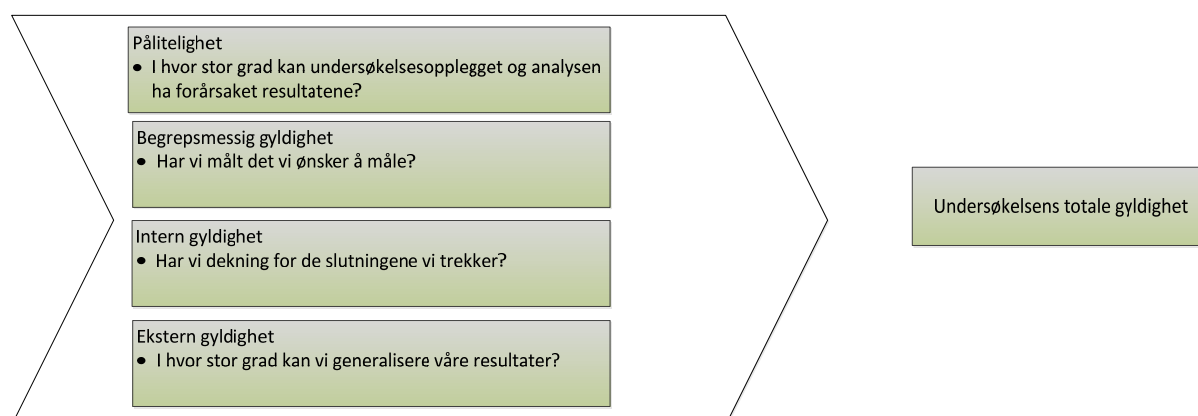 Pålitelighet
• I hvor stor grad kan undersøkelsesopplegget og analysen
ha forårsaket resultatene?
Begrepsmessig gyldighet
• Har vi målt det vi ønsker å måle?
Intern gyldighet
• Har vi dekning for de slutningene vi trekker?
Ekstern gyldighet
• I hvor stor grad kan vi generalisere våre resultater?
Undersøkelsens totale gyldighet